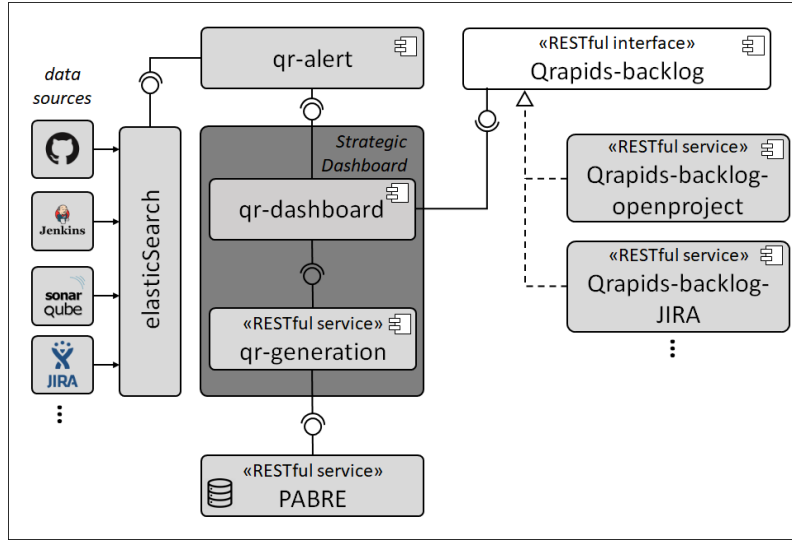 data
sources
Jenkins
sonar
qube
JIRA
elasticSearch
qr-alert
Strategic
Dashboard
qr-dashboard
«RESTful service»
qr-generation
«RESTful service»
PABRE
«RESTful interface»
Qrapids-backlog
«RESTful service»
Qrapids-backlog-
openproject
«RESTful service»
Qrapids-backlog-
JIRA